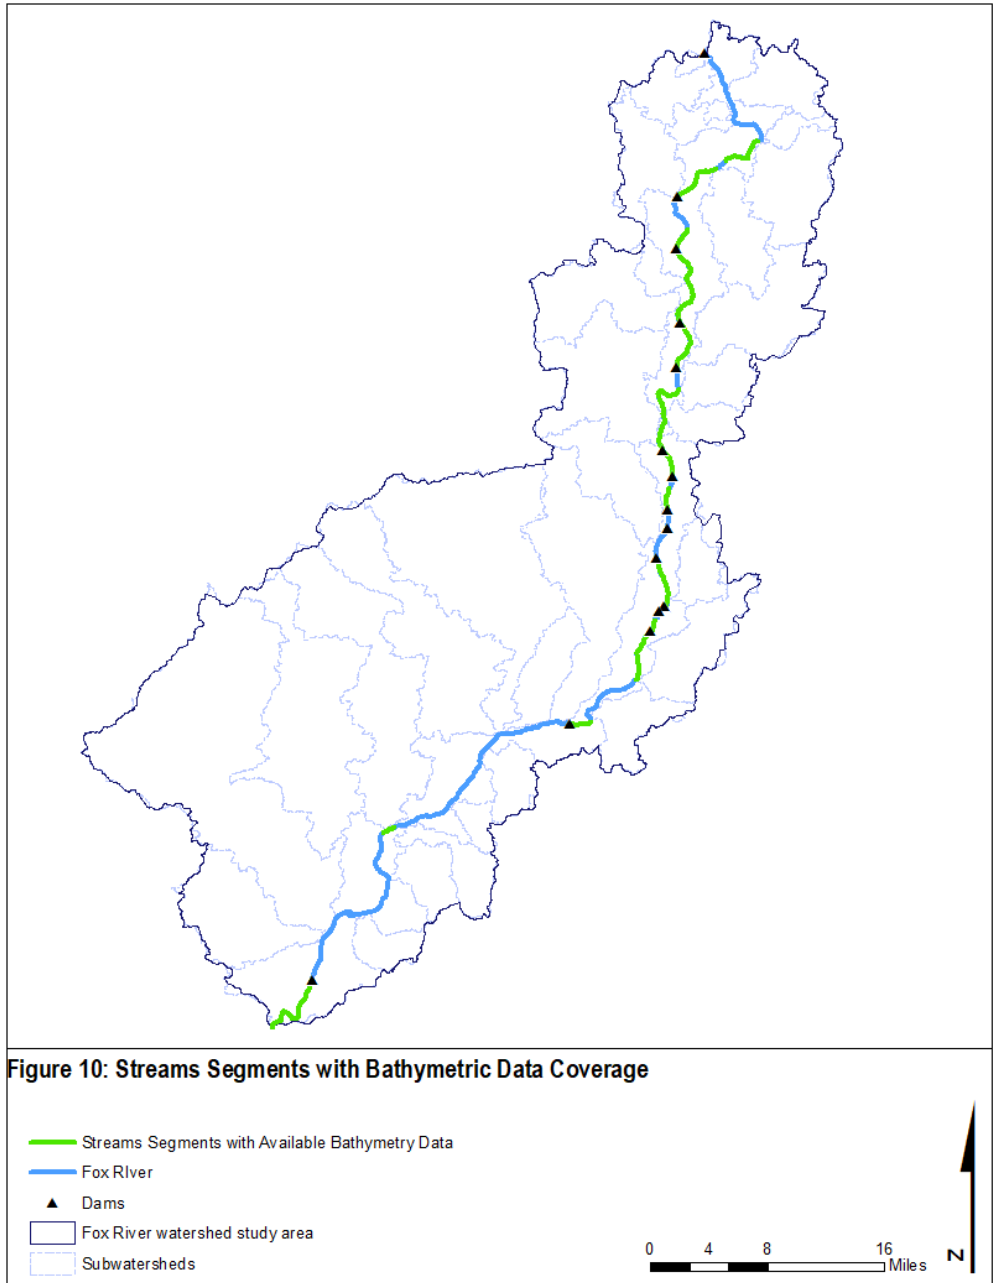 Figure 10: Streams Segments with Bathymetric Data Coverage
Streams Segments with Available Bathymetry Data
Fox RIver
Dams
Fox River watershed study area
Subwatersheds
0 4 8 16
Miles
N